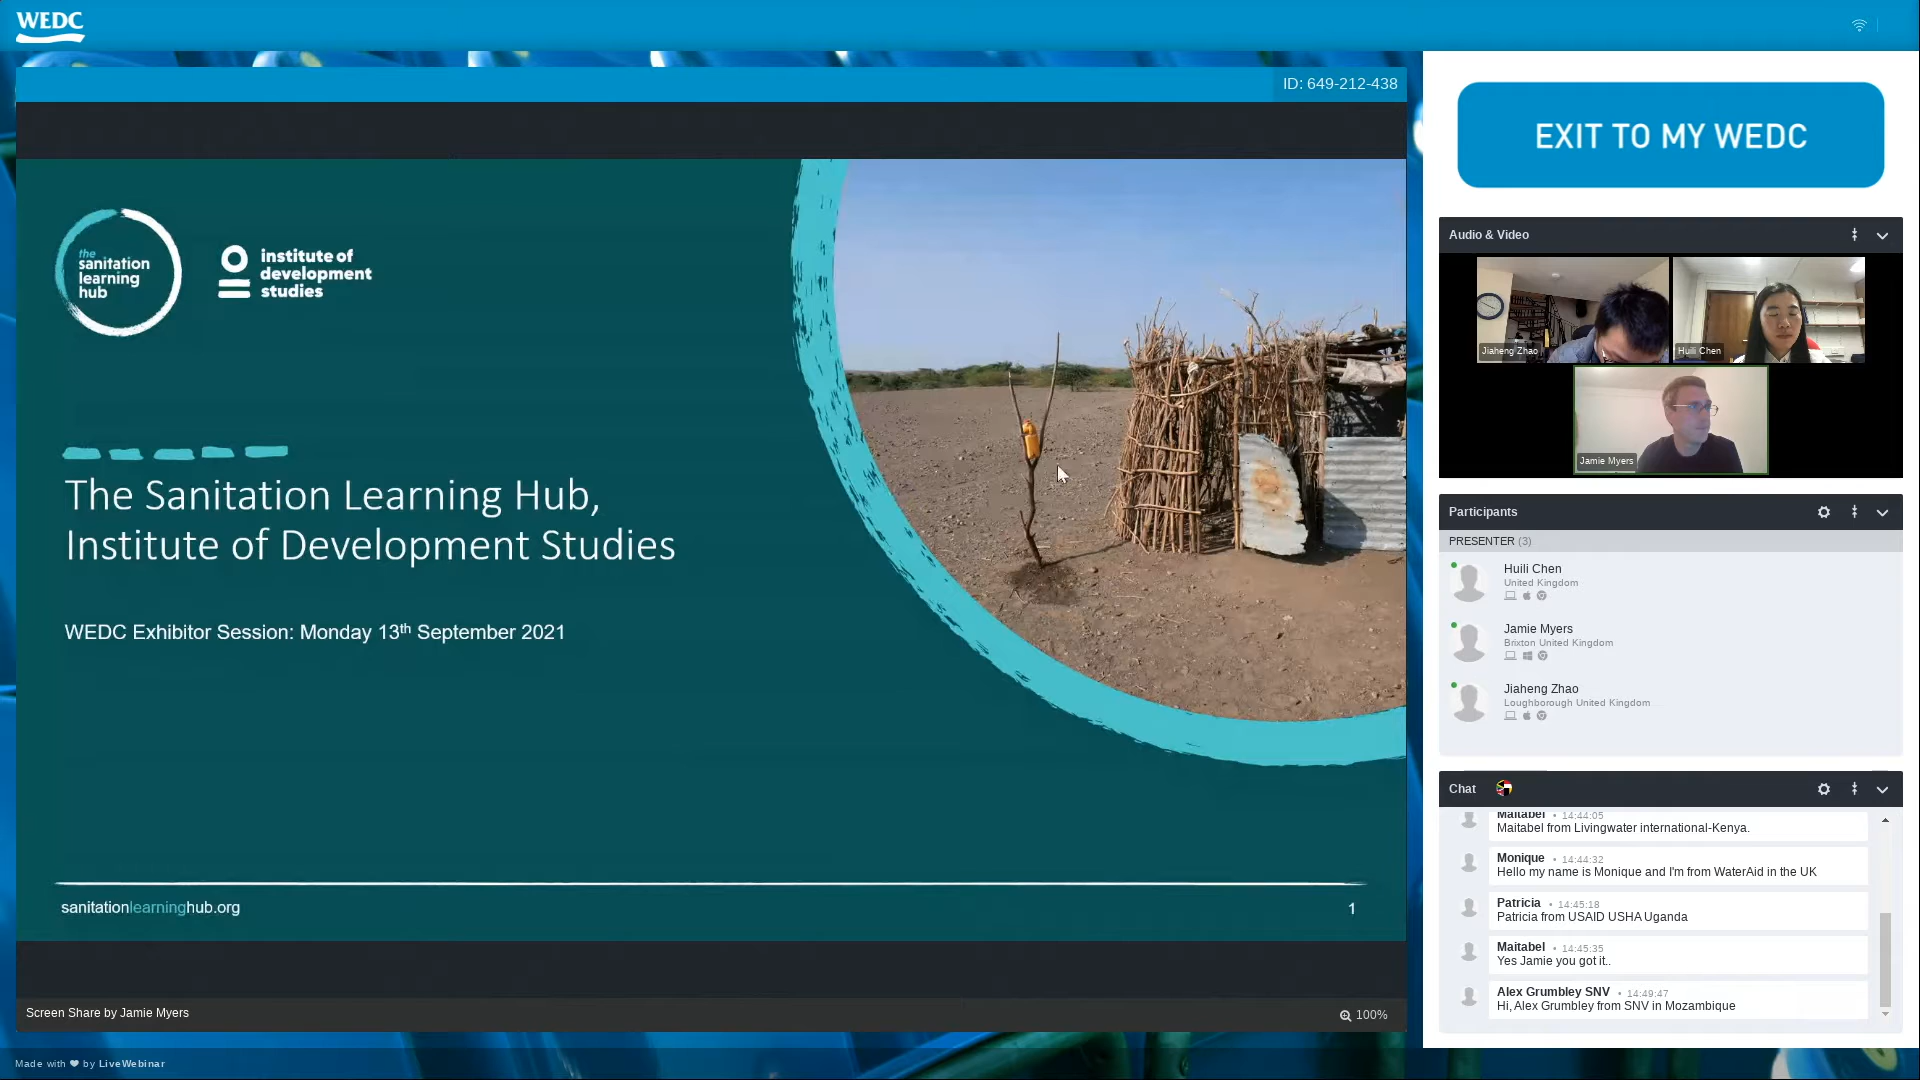 WEDC
ID: 649-212-438
the
sanitation
learning
hub
institute of
development
studies
The Sanitation Learning Hub,
Institute of Development Studies
WEDC Exhibitor Session: Monday 13th September 2021
sanitationlearninghub.org
1
Screen Share by Jamie Myers
100%
Made with ❤ by LiveWebinar
EXIT TO MY WEDC
Audio & Video
Jiaheng Zhao
Huili Chen
Jamie Myers
Participants
PRESENTER (3)
Huili Chen
United Kingdom
Jamie Myers
Brixton United Kingdom
Jiaheng Zhao
Loughborough United Kingdom
Chat
Maitabel • 14:44:05
Maitabel from Livingwater international-Kenya.
Monique • 14:44:32
Hello my name is Monique and I'm from WaterAid in the UK
Patricia • 14:45:18
Patricia from USAID USHA Uganda
Maitabel • 14:45:35
Yes Jamie you got it..
Alex Grumbley SNV • 14:49:47
Hi, Alex Grumbley from SNV in Mozambique